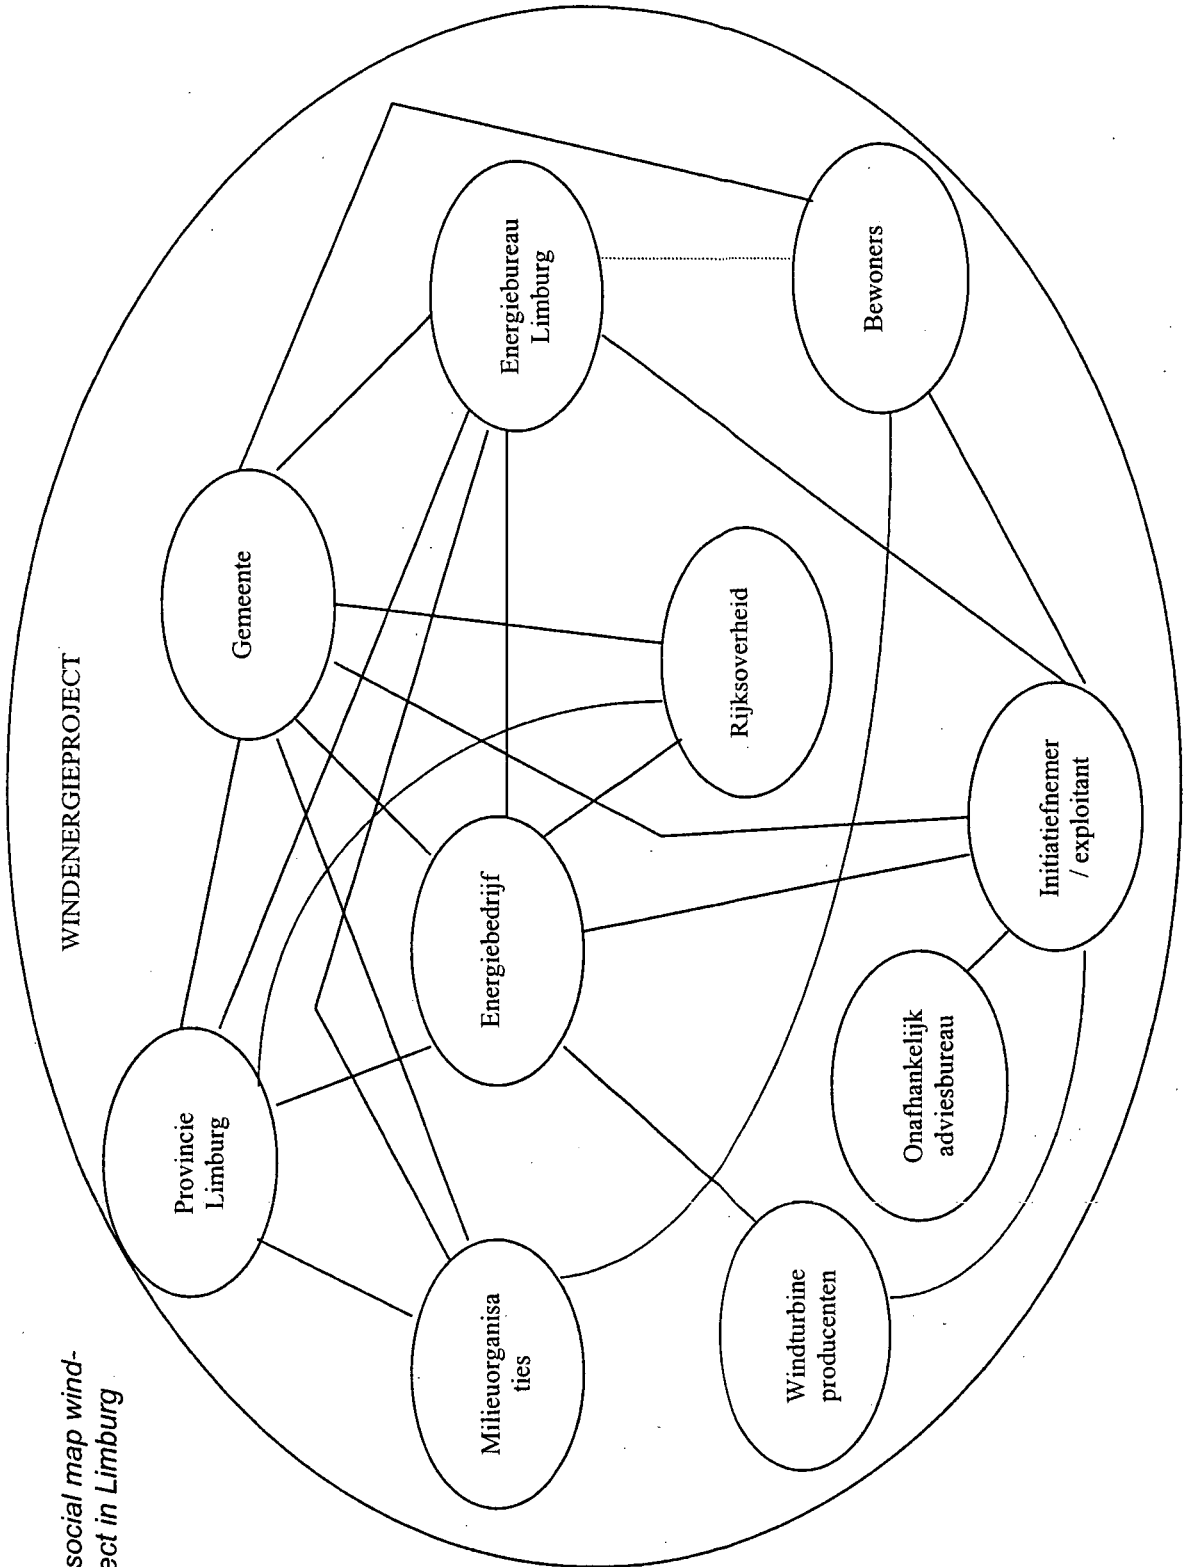 social map wind-
ect in Limburg
WINDENERGIEPROJECT
Provincie
Limburg
Gemeente
Milieuorganisa
ties
Energiebedrijf
Energiebureau
Limburg
Rijksoverheid
Windturbine
producenten
Onafhankelijk
adviesbureau
Initiatiefnemer
/ exploitant
Bewoners